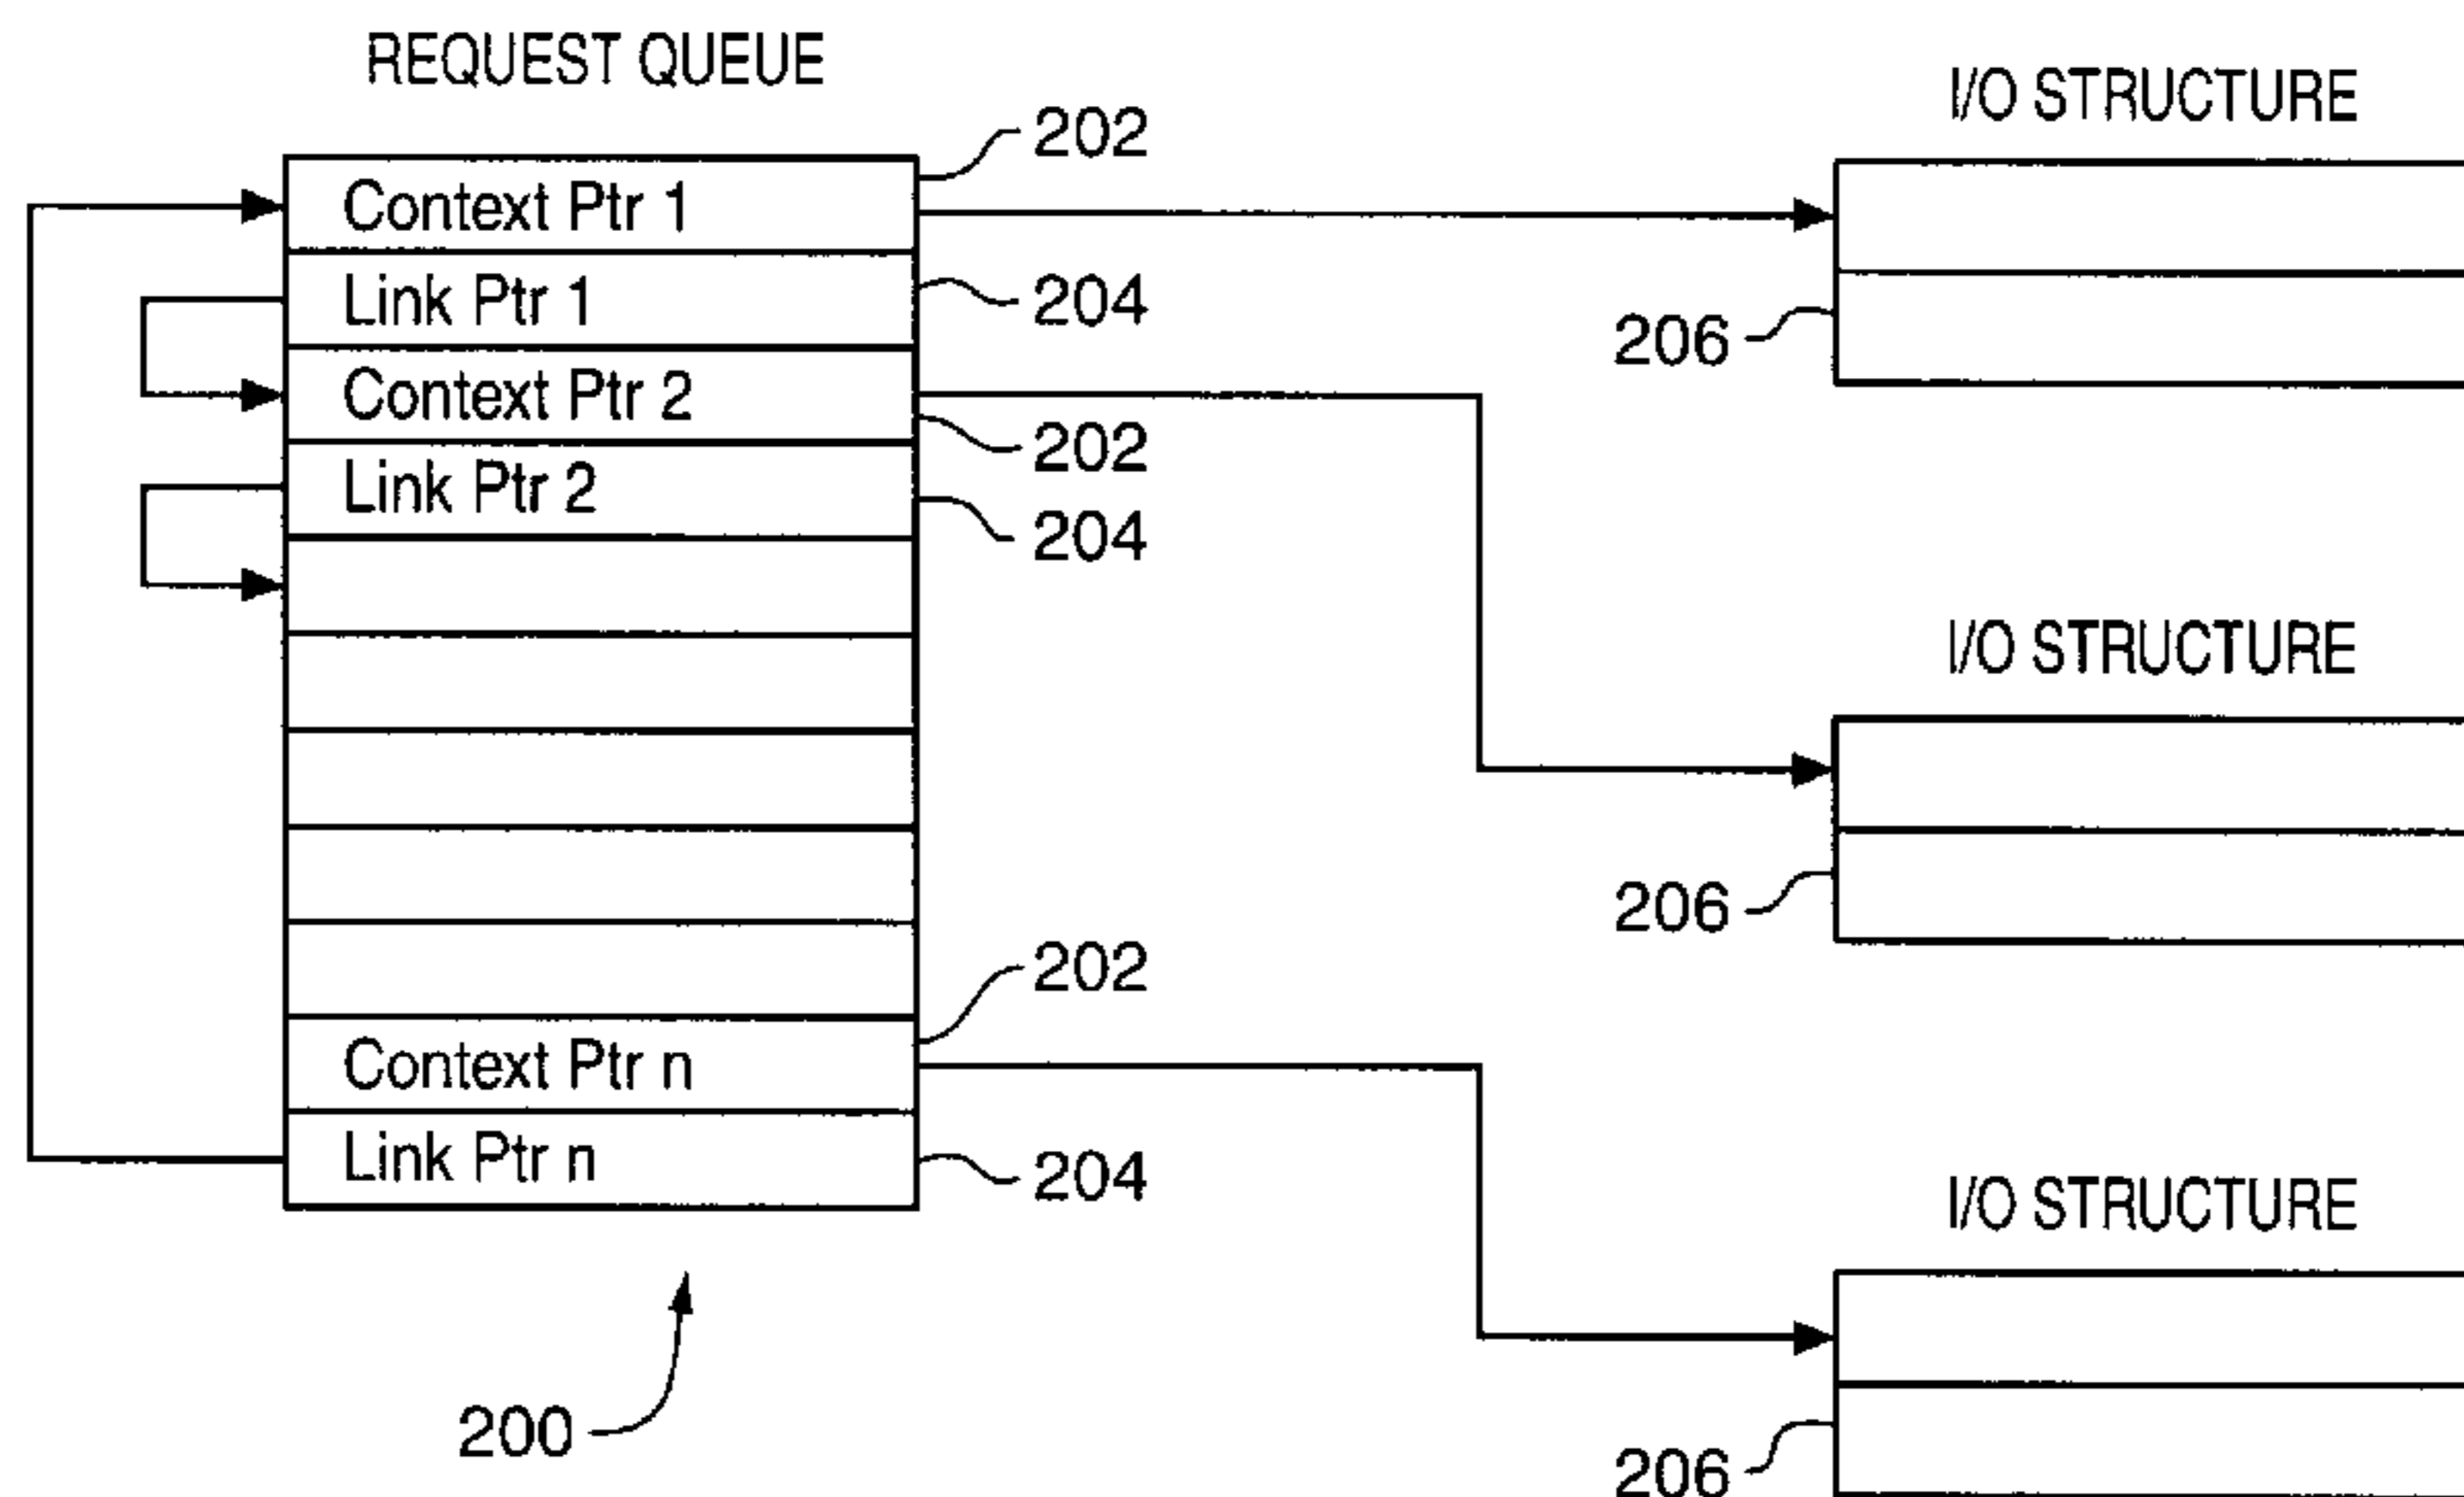 REQUEST QUEUE
I/O STRUCTURE
202
Context Ptr 1
Link Ptr 1
204
206
Context Ptr 2
202
Link Ptr 2
204
I/O STRUCTURE
206
202
Context Ptr n
Link Ptr n
204
I/O STRUCTURE
200
206